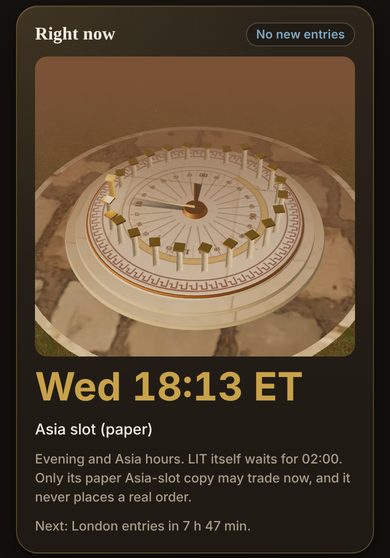 Right now
No new entries
Wed 18:13 ET
Asia slot (paper)
Evening and Asia hours. LIT itself waits for 02:00.
Only its paper Asia-slot copy may trade now, and it
never places a real order.
Next: London entries in 7 h 47 min.